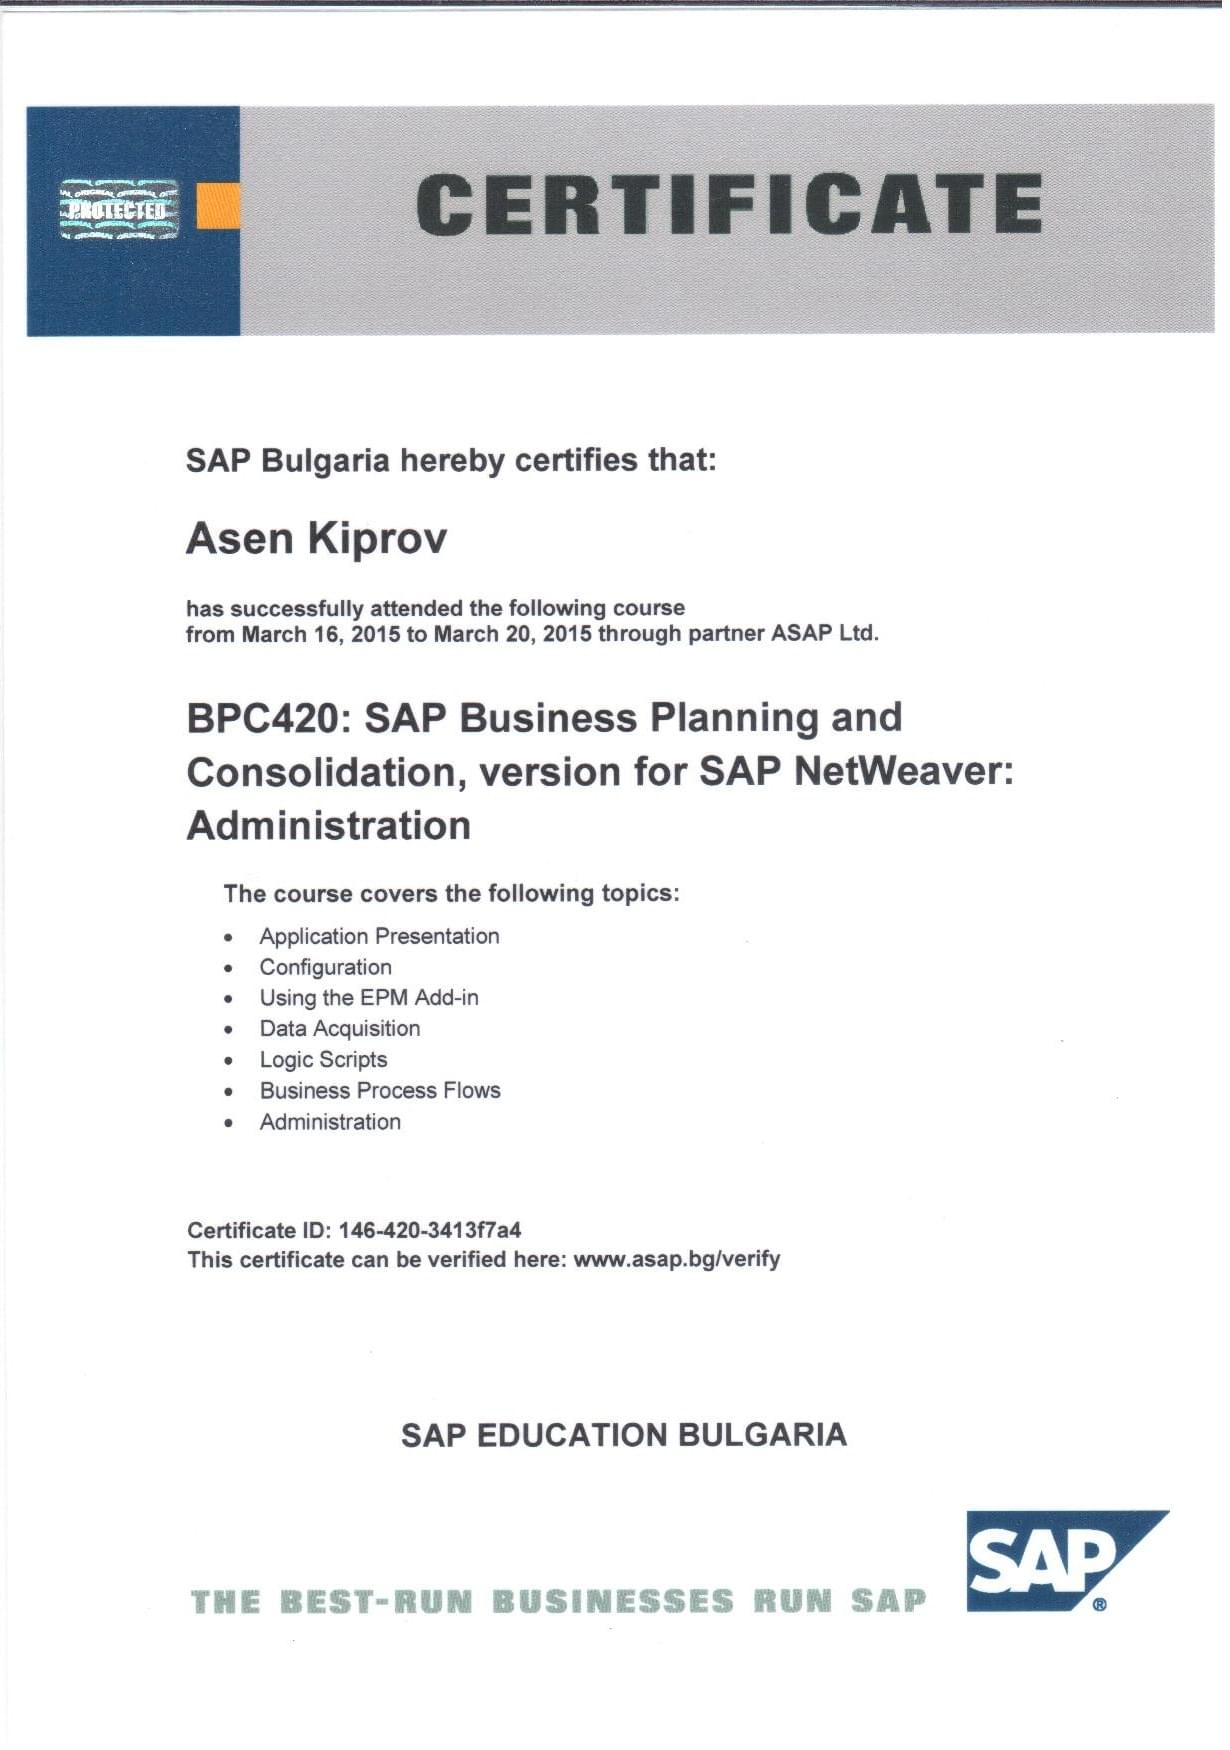 PROTECTED
CERTIFICATE
SAP Bulgaria hereby certifies that:
Asen Kiprov
has successfully attended the following course
from March 16, 2015 to March 20, 2015 through partner ASAP Ltd.
BPC420: SAP Business Planning and
Consolidation, version for SAP NetWeaver:
Administration
The course covers the following topics:
• Application Presentation
• Configuration
• Using the EPM Add-in
• Data Acquisition
• Logic Scripts
• Business Process Flows
• Administration
Certificate ID: 146-420-3413f7a4
This certificate can be verified here: www.asap.bg/verify
SAP EDUCATION BULGARIA
SAP
®
THE BEST-RUN BUSINESSES RUN SAP